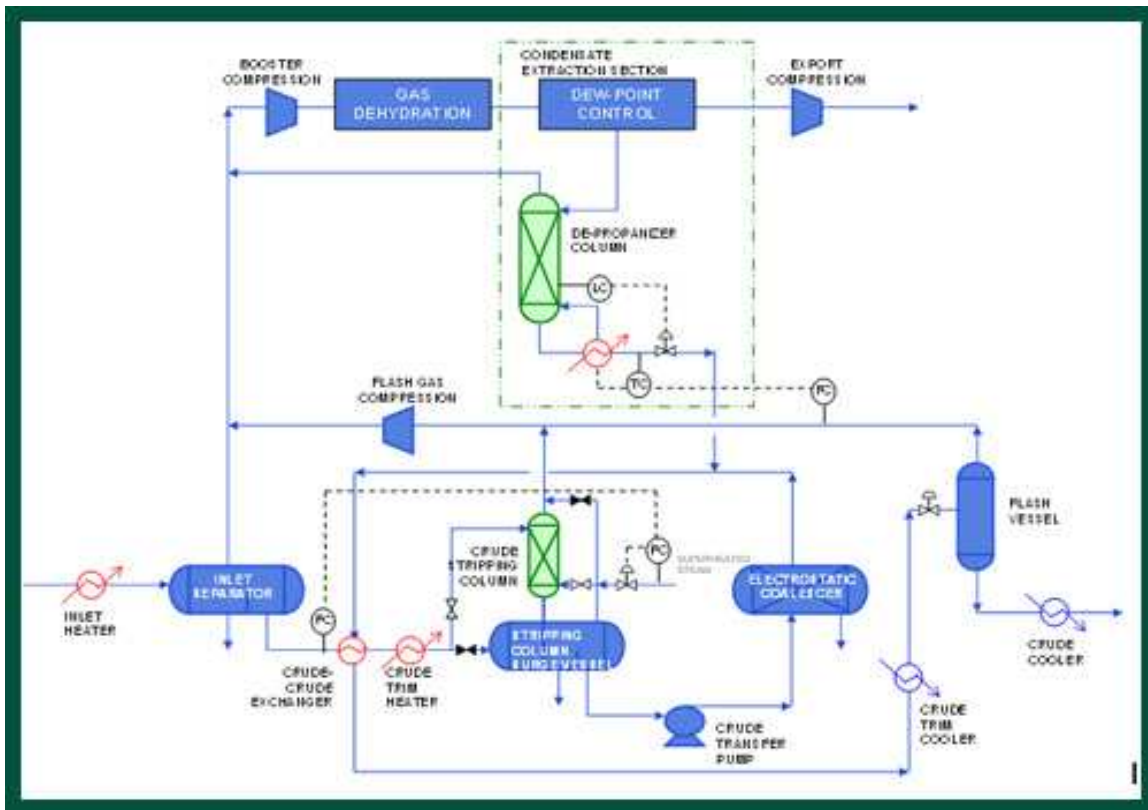 BOOSTER
COMPRESSION
GAS
DEHYDRATION
CONDENSATE
EXTRACTION SECTION
DEW-POINT
CONTROL
EXPORT
COMPRESSION
DE-PROPANIZER
COLUMN
LC
TC
FLASH GAS
COMPRESSION
FLASH
VESSEL
CRUDE
STRIPPING
COLUMN
PC
INLET
SEPARATOR
INLET
HEATER
STRIPPING
COLUMN
SURGE VESSEL
ELECTROSTATIC
COALESCER
CRUDE
COOLER
PC
CRUDE-
CRUDE
EXCHANGER
CRUDE
TRIM
HEATER
CRUDE
TRANSFER
PUMP
CRUDE
TRIM
COOLER